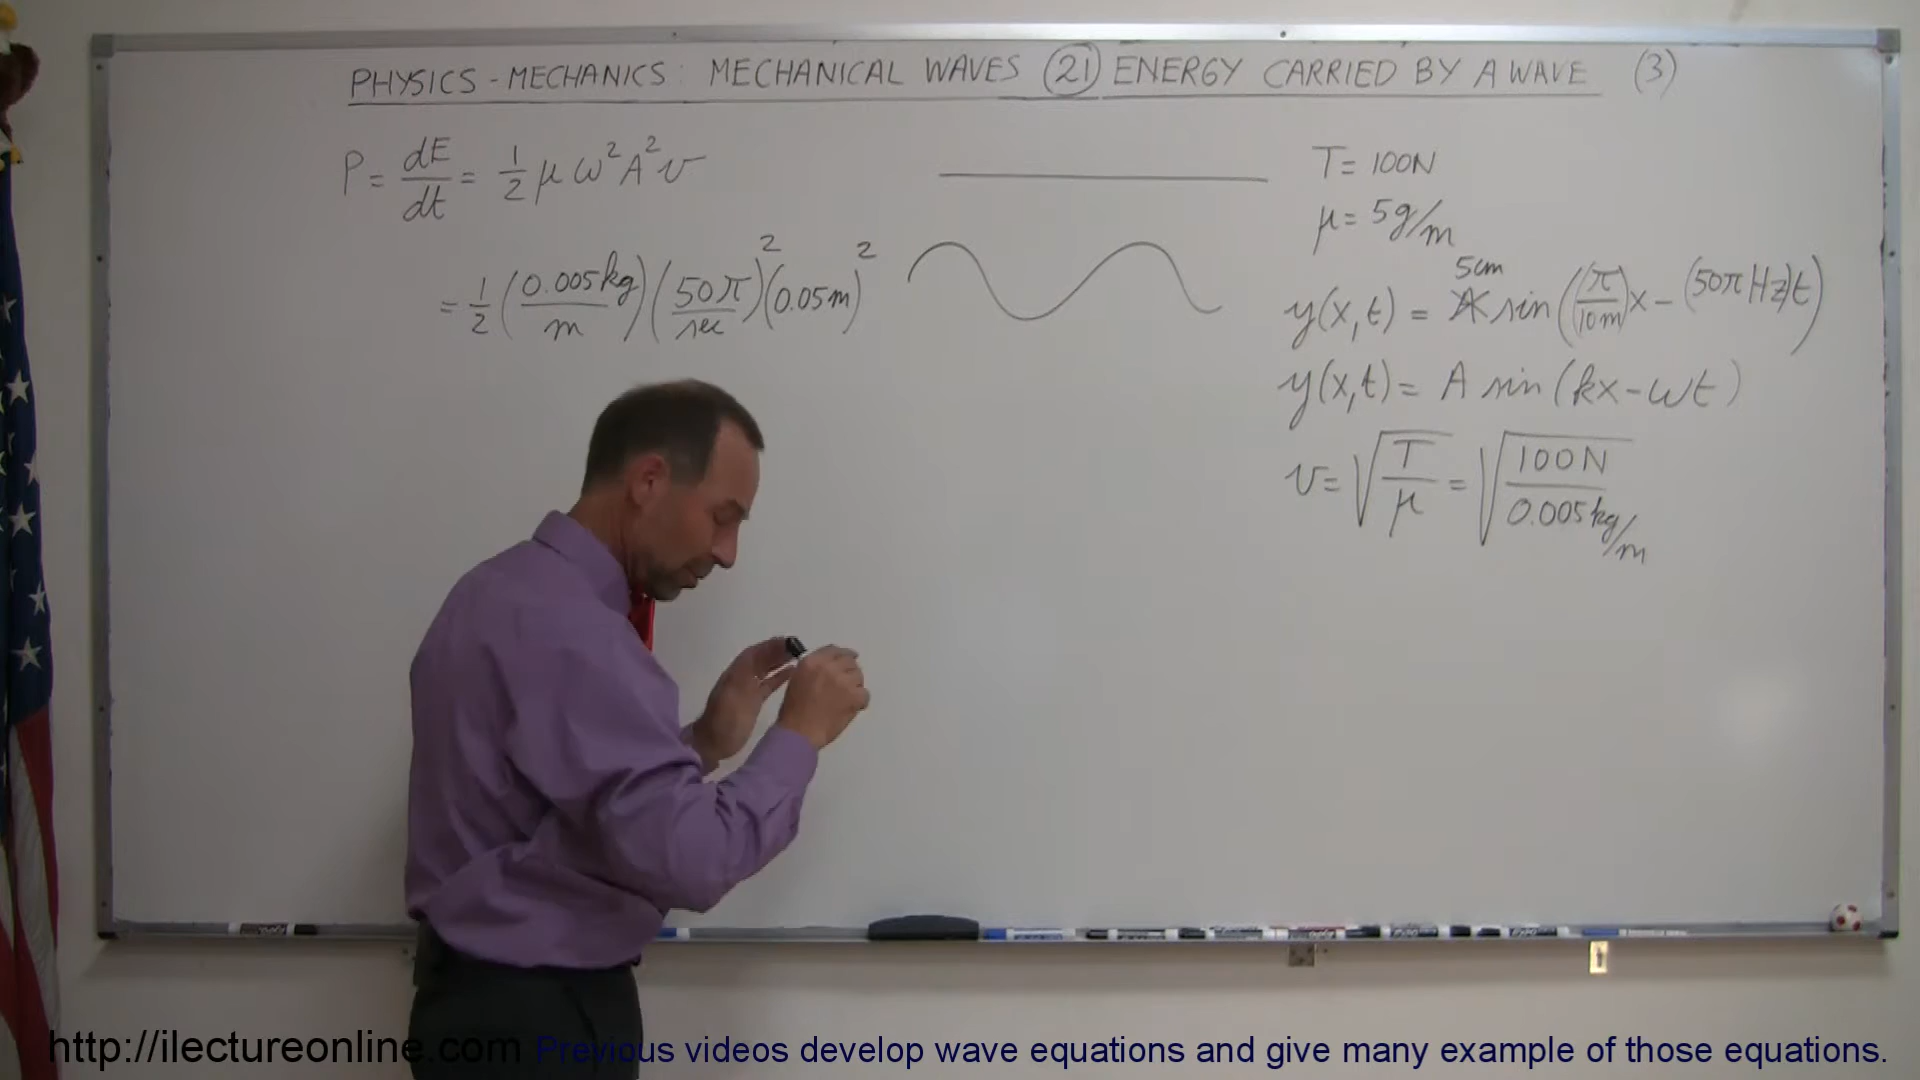 PHYSICS - MECHANICS: MECHANICAL WAVES (21) ENERGY CARRIED BY A WAVE (3)
P = dE/dt = 1/2 μ ω² A² v
= 1/2 (0.005 kg/m) (50π/sec)² (0.05m)²
T = 100N
μ = 5g/m
5cm
y(x,t) = A sin((π/10m)x - (50π Hz)t)
y(x,t) = A sin(kx - ωt)
v = √(T/μ) = √(100N/0.005 kg/m)
http://ilectureonline.com Previous videos develop wave equations and give many example of those equations.